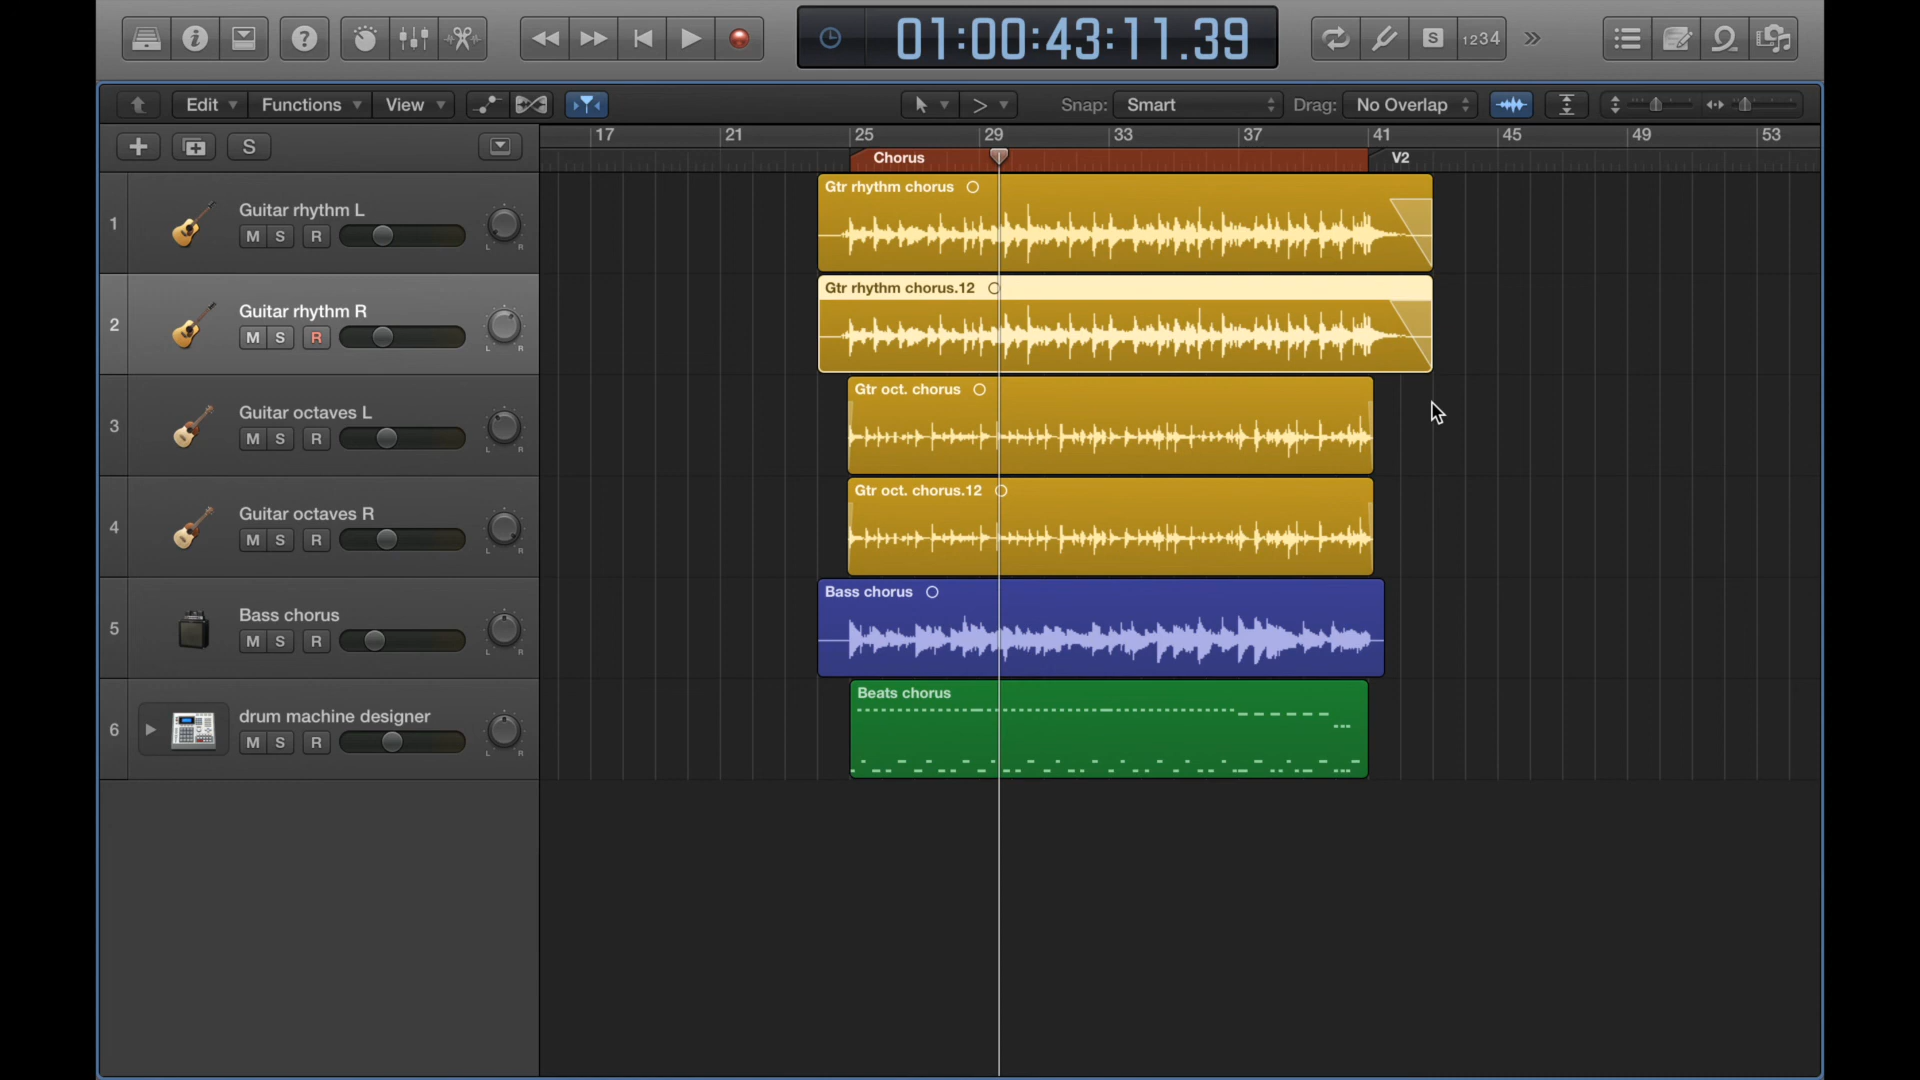 01:00:43:11.39
S
1234
Edit
Functions
View
Snap: Smart
Drag: No Overlap
S
17 21 25 29 33 37 41 45 49 53
Chorus
V2
1
Guitar rhythm L
M S R
L R
Gtr rhythm chorus
2
Guitar rhythm R
M S R
L R
Gtr rhythm chorus.12
3
Guitar octaves L
M S R
L R
Gtr oct. chorus
4
Guitar octaves R
M S R
L R
Gtr oct. chorus.12
5
Bass chorus
M S R
L R
Bass chorus
6
drum machine designer
M S R
L R
Beats chorus